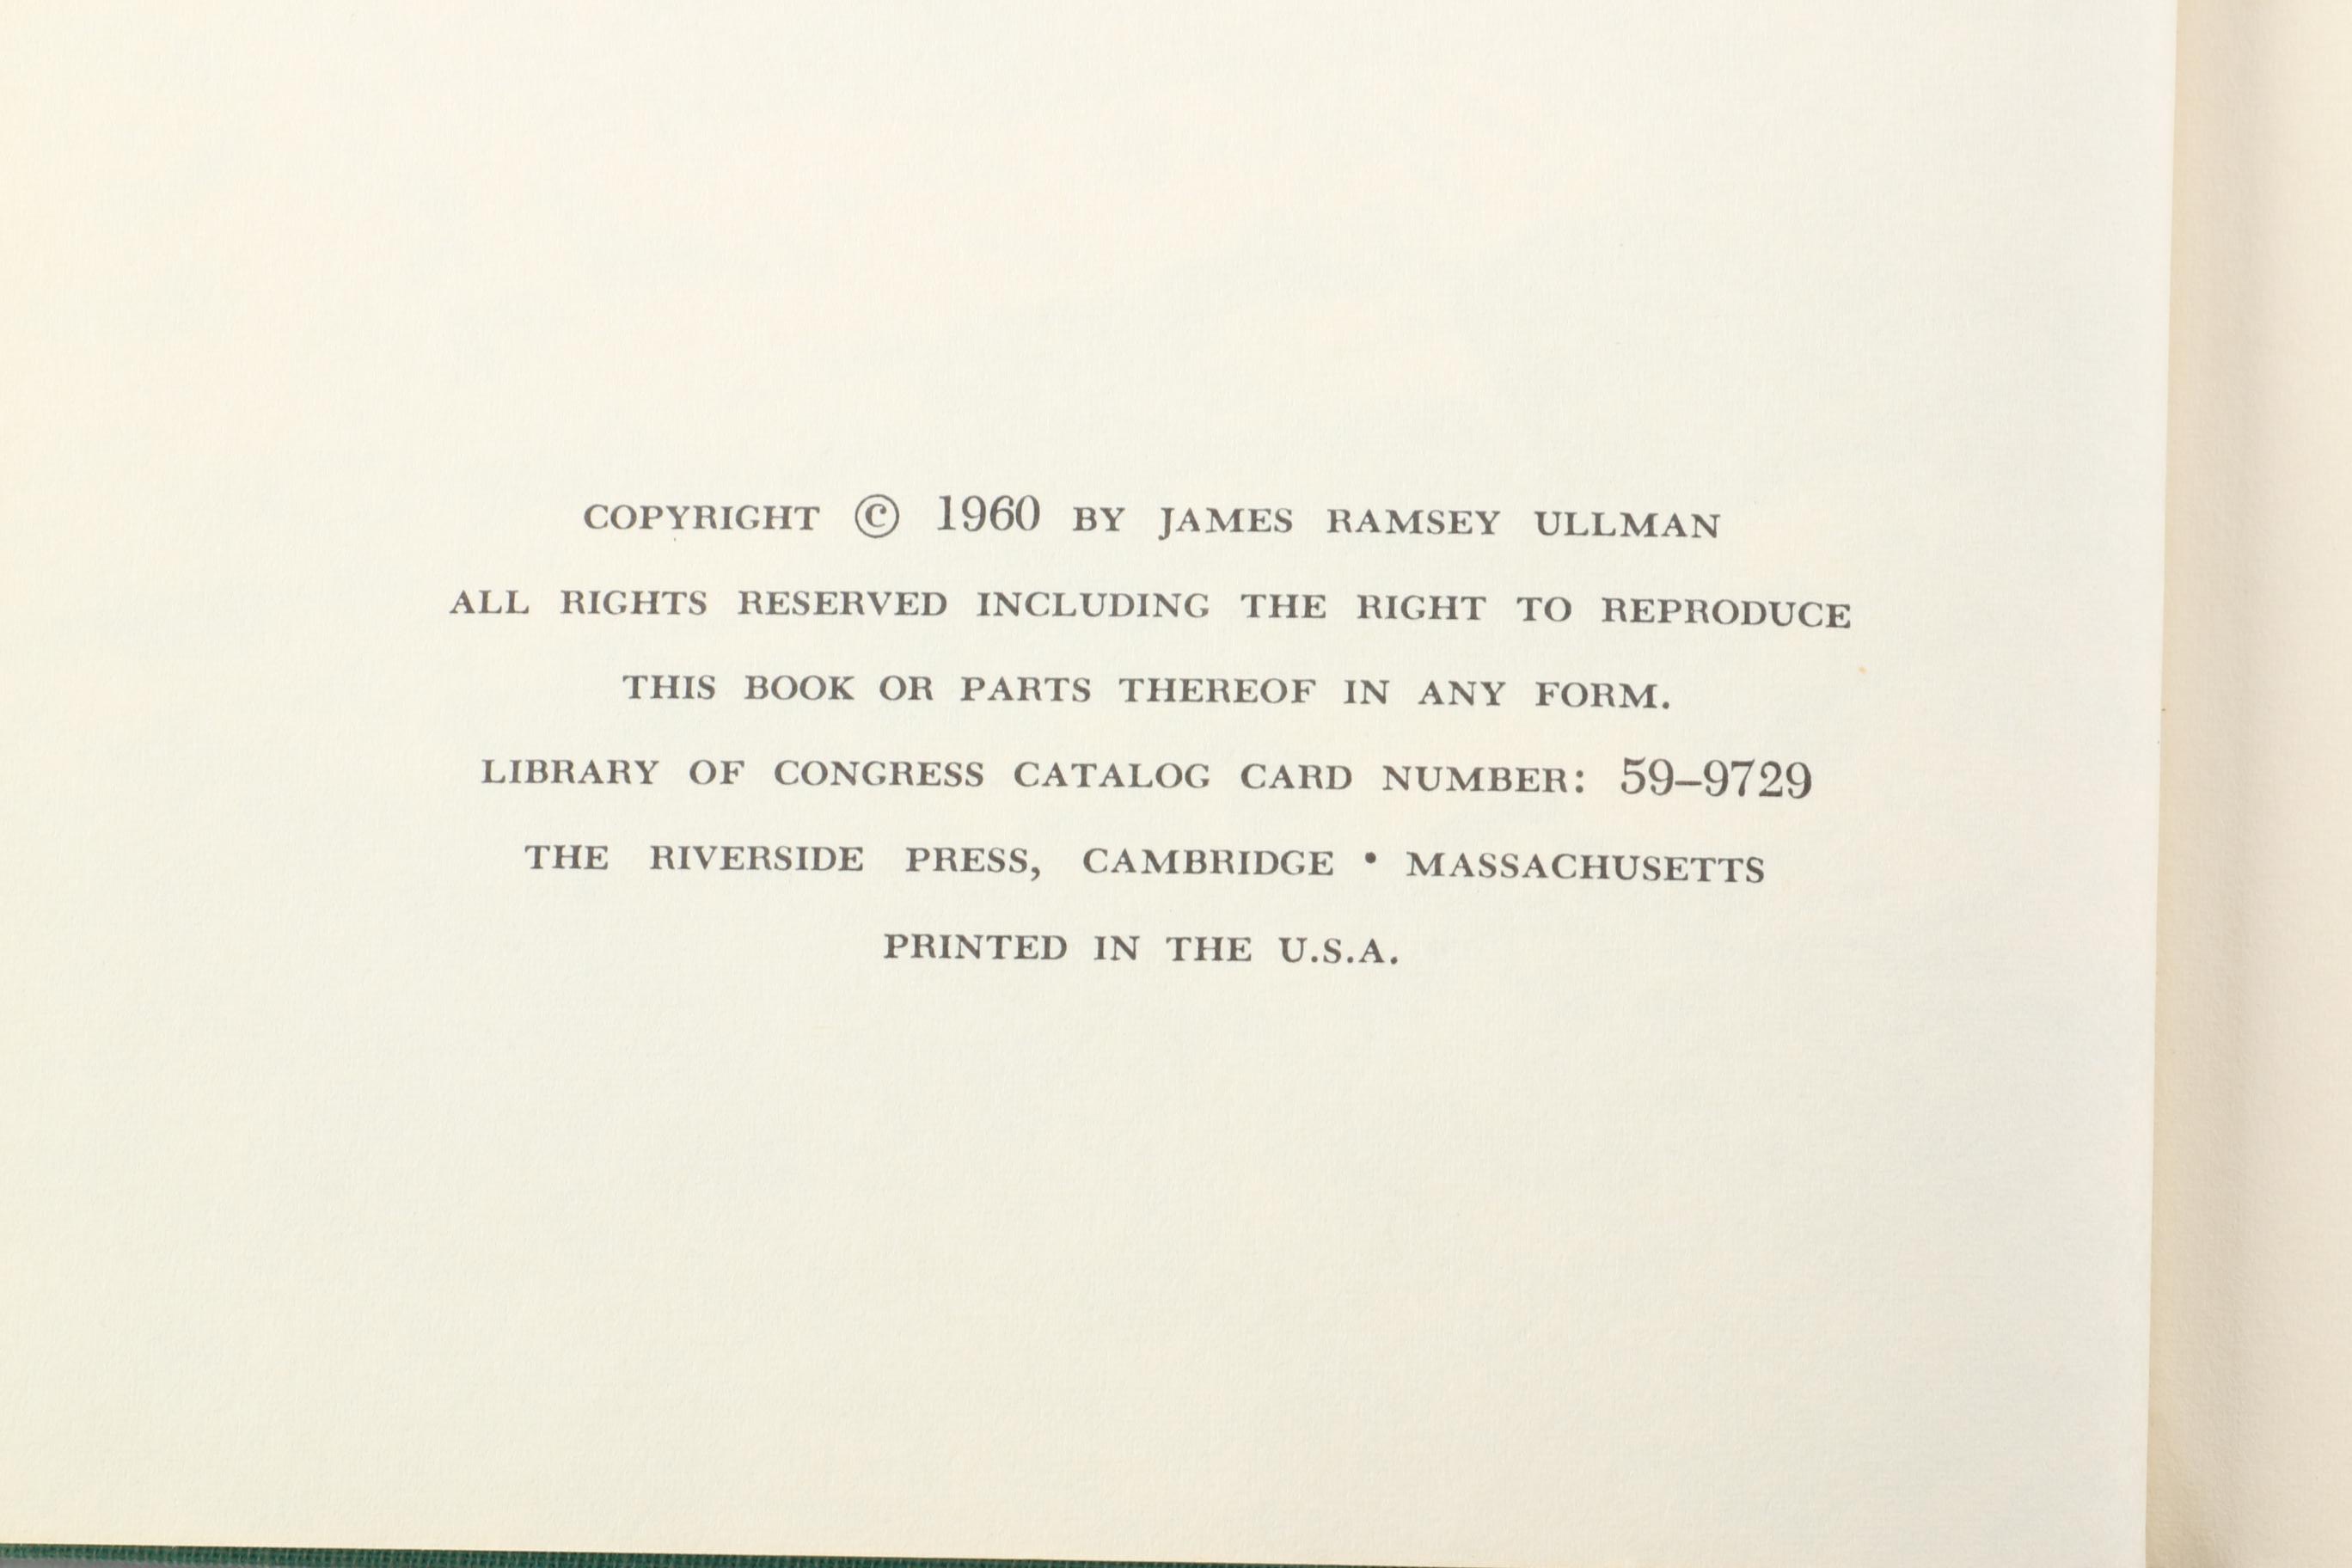 COPYRIGHT © 1960 BY JAMES RAMSEY ULLMAN
ALL RIGHTS RESERVED INCLUDING THE RIGHT TO REPRODUCE
THIS BOOK OR PARTS THEREOF IN ANY FORM.
LIBRARY OF CONGRESS CATALOG CARD NUMBER: 59–9729
THE RIVERSIDE PRESS, CAMBRIDGE • MASSACHUSETTS
PRINTED IN THE U.S.A.